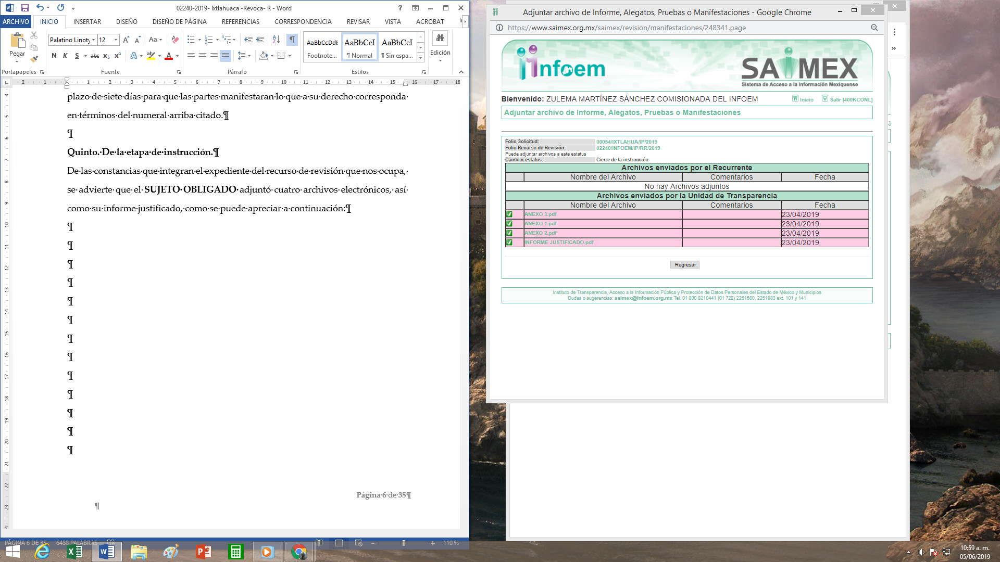 02240-2019- Ixtlahuaca -Revoca- R - Word
ARCHIVO INICIO INSERTAR DISEÑO DISEÑO DE PÁGINA REFERENCIAS CORRESPONDENCIA REVISAR VISTA ACROBAT
Pegar
Palatino Linoty 12
Aa
N K S abc x₂ x²
AaBbCcDdE AaBbCcI AaBbCcI
Footnote... ¶ Normal ¶ Sin espa...
Edición
Portapapeles Fuente Párrafo Estilos
plazo de siete días para que las partes manifestaran lo que a su derecho corresponda
en términos del numeral arriba citado.¶
¶
Quinto. De la etapa de instrucción.¶
De las constancias que integran el expediente del recurso de revisión que nos ocupa,
se advierte que el SUJETO OBLIGADO adjuntó cuatro archivos electrónicos, así
como su informe justificado, como se puede apreciar a continuación:¶
¶
¶
¶
¶
¶
¶
¶
¶
¶
¶
¶
¶
¶
Página 6 de 35¶
¶
PÁGINA 6 DE 35 6488 PALABRAS 110 %
Adjuntar archivo de Informe, Alegatos, Pruebas o Manifestaciones - Google Chrome
https://www.saimex.org.mx/saimex/revision/manifestaciones/248341.page
infoem
SAIMEX
Sistema de Acceso a la Información Mexiquense
Bienvenido: ZULEMA MARTÍNEZ SÁNCHEZ COMISIONADA DEL INFOEM Inicio Salir [400KCONL]
Adjuntar archivo de Informe, Alegatos, Pruebas o Manifestaciones
Folio Solicitud: 00054/IXTLAHUA/IP/2019
Folio Recurso de Revisión: 02240/INFOEM/IP/RR/2019
Puede adjuntar archivos a este estatus
Cambiar estatus: Cierre de la instrucción
Archivos enviados por el Recurrente
Nombre del Archivo Comentarios Fecha
No hay Archivos adjuntos
Archivos enviados por la Unidad de Transparencia
Nombre del Archivo Comentarios Fecha
ANEXO 3.pdf 23/04/2019
ANEXO 1.pdf 23/04/2019
ANEXO 2.pdf 23/04/2019
INFORME JUSTIFICADO.pdf 23/04/2019
Regresar
Instituto de Transparencia, Acceso a la Información Pública y Protección de Datos Personales del Estado de México y Municipios
Dudas o sugerencias: saimex@infoem.org.mx Tel. 01 800 8210441 (01 722) 2261680, 2261983 ext. 101 y 141
10:59 a. m.
05/06/2019